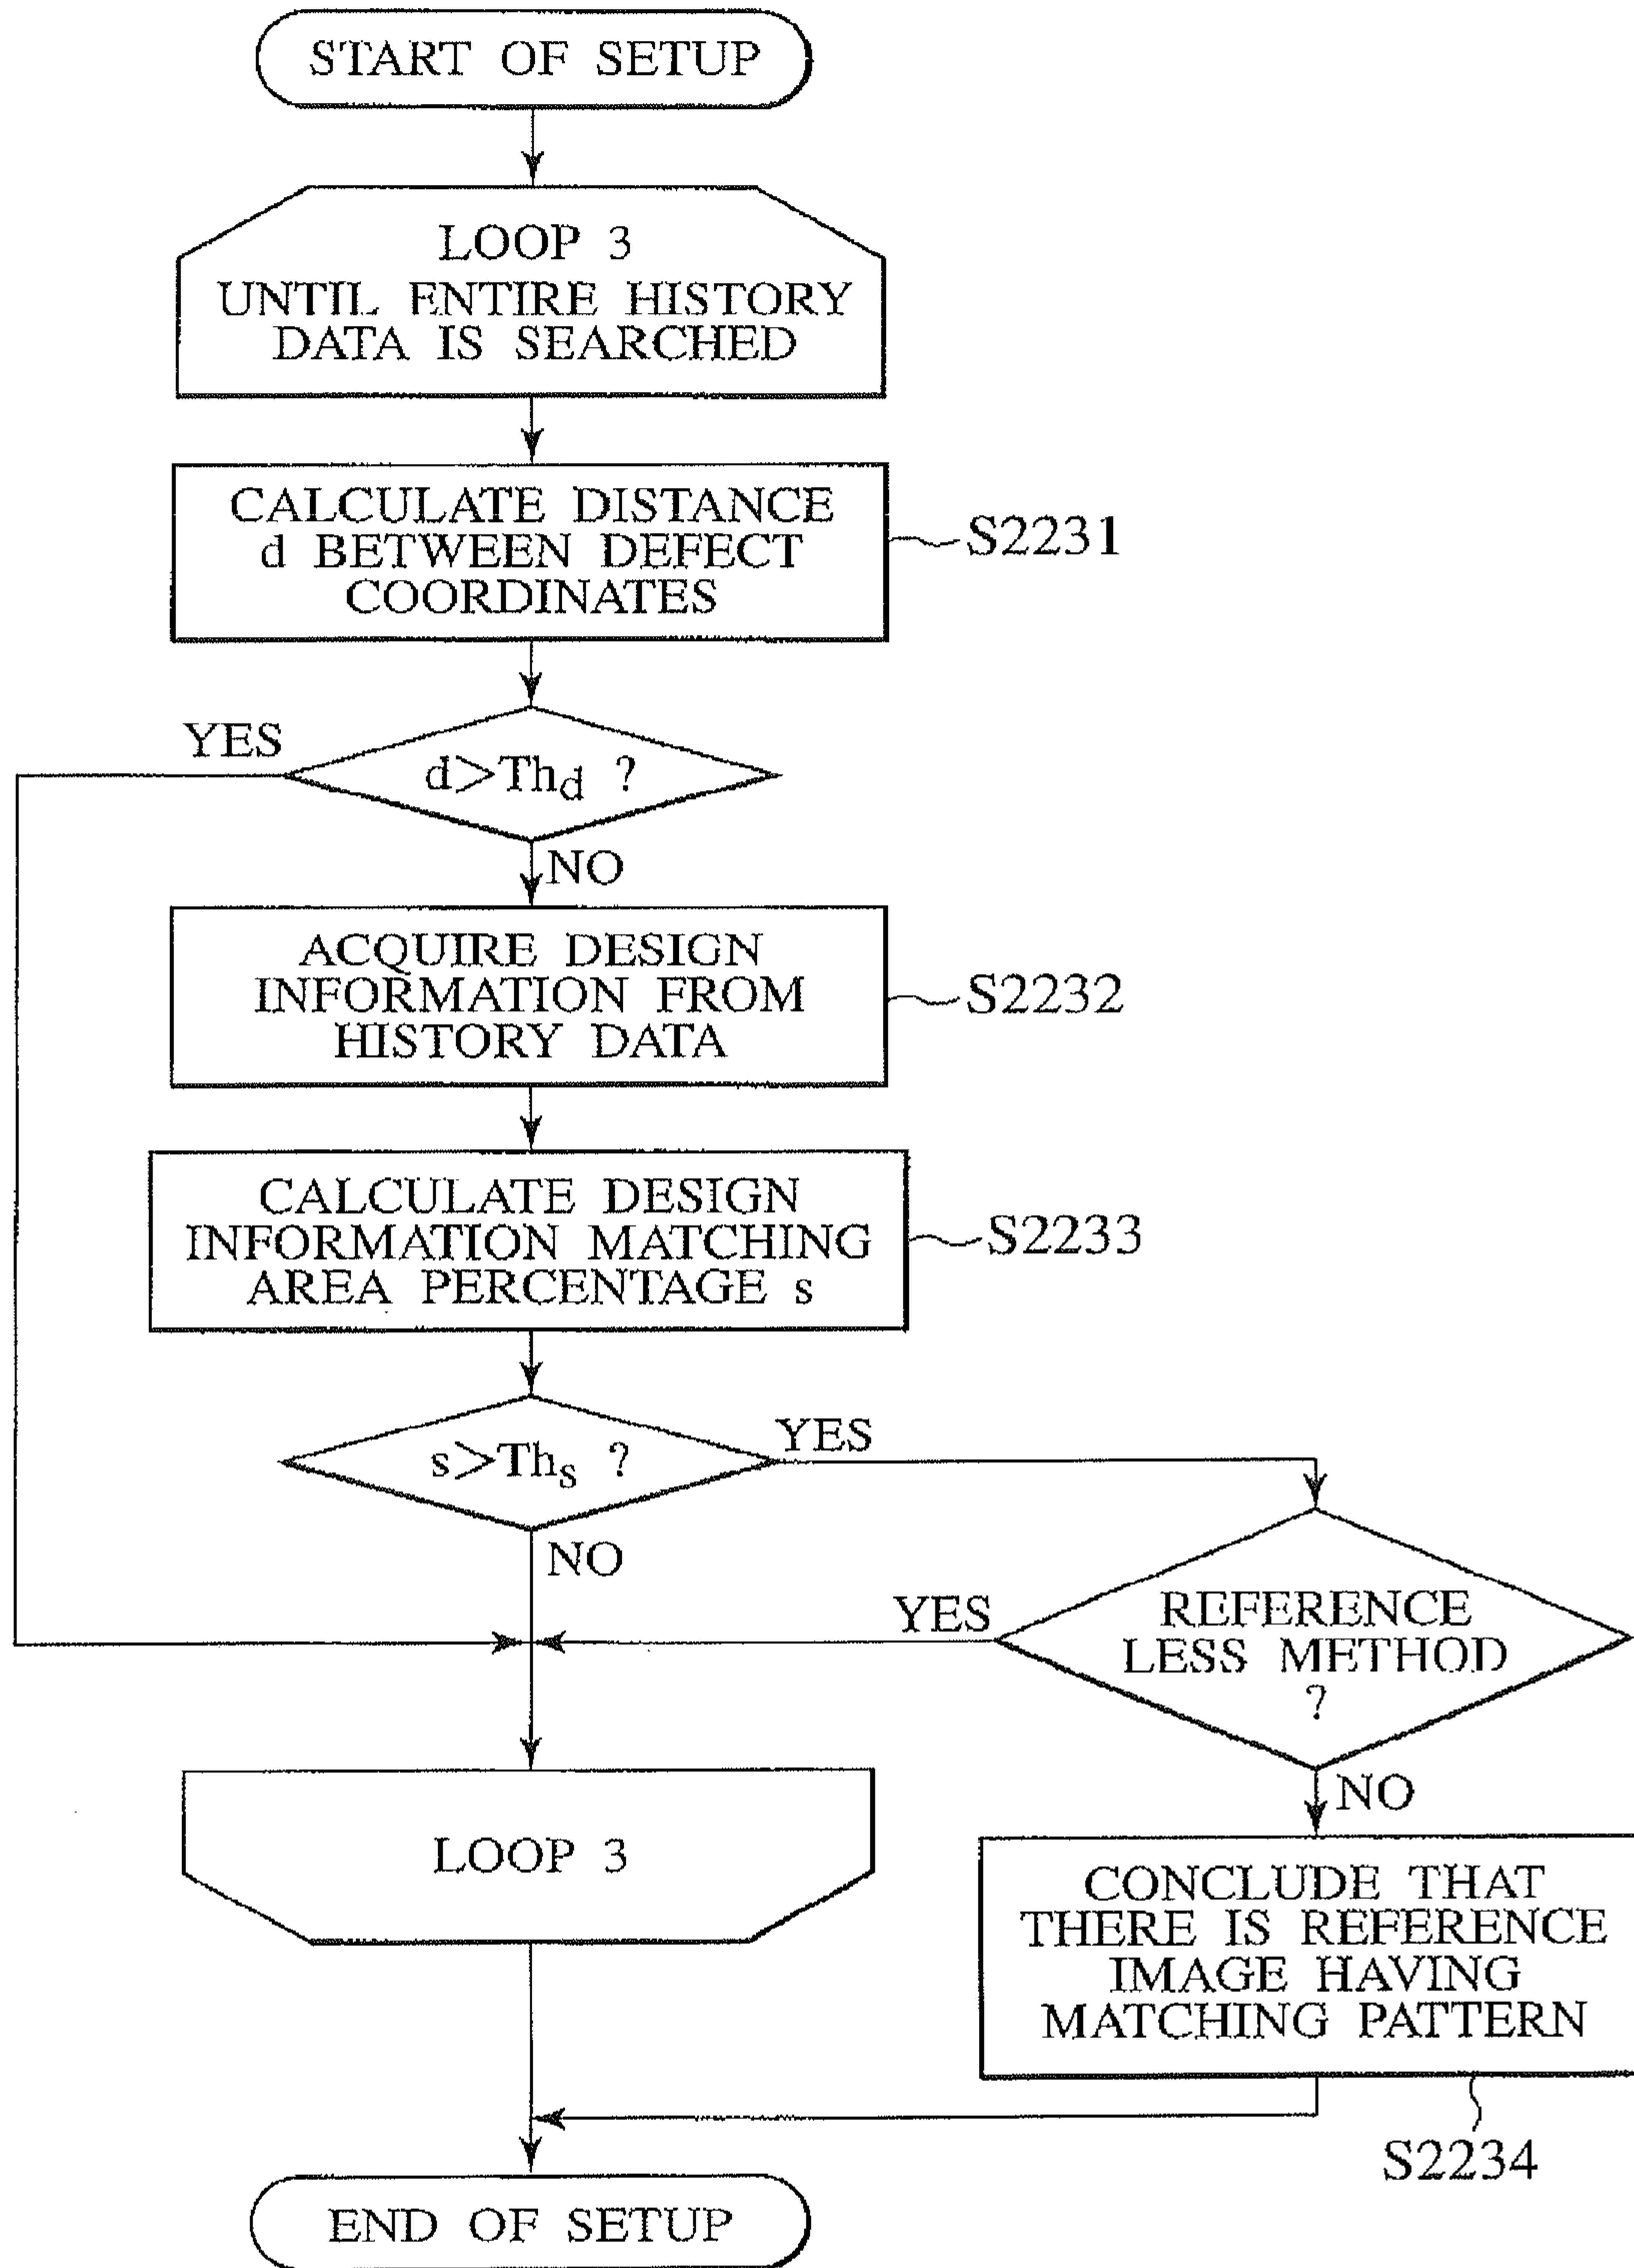 START OF SETUP
LOOP 3
UNTIL ENTIRE HISTORY
DATA IS SEARCHED
CALCULATE DISTANCE
d BETWEEN DEFECT
COORDINATES
S2231
YES
d>Thd ?
NO
ACQUIRE DESIGN
INFORMATION FROM
HISTORY DATA
S2232
CALCULATE DESIGN
INFORMATION MATCHING
AREA PERCENTAGE s
S2233
s>Ths ?
YES
NO
YES
REFERENCE
LESS METHOD
?
NO
LOOP 3
CONCLUDE THAT
THERE IS REFERENCE
IMAGE HAVING
MATCHING PATTERN
S2234
END OF SETUP